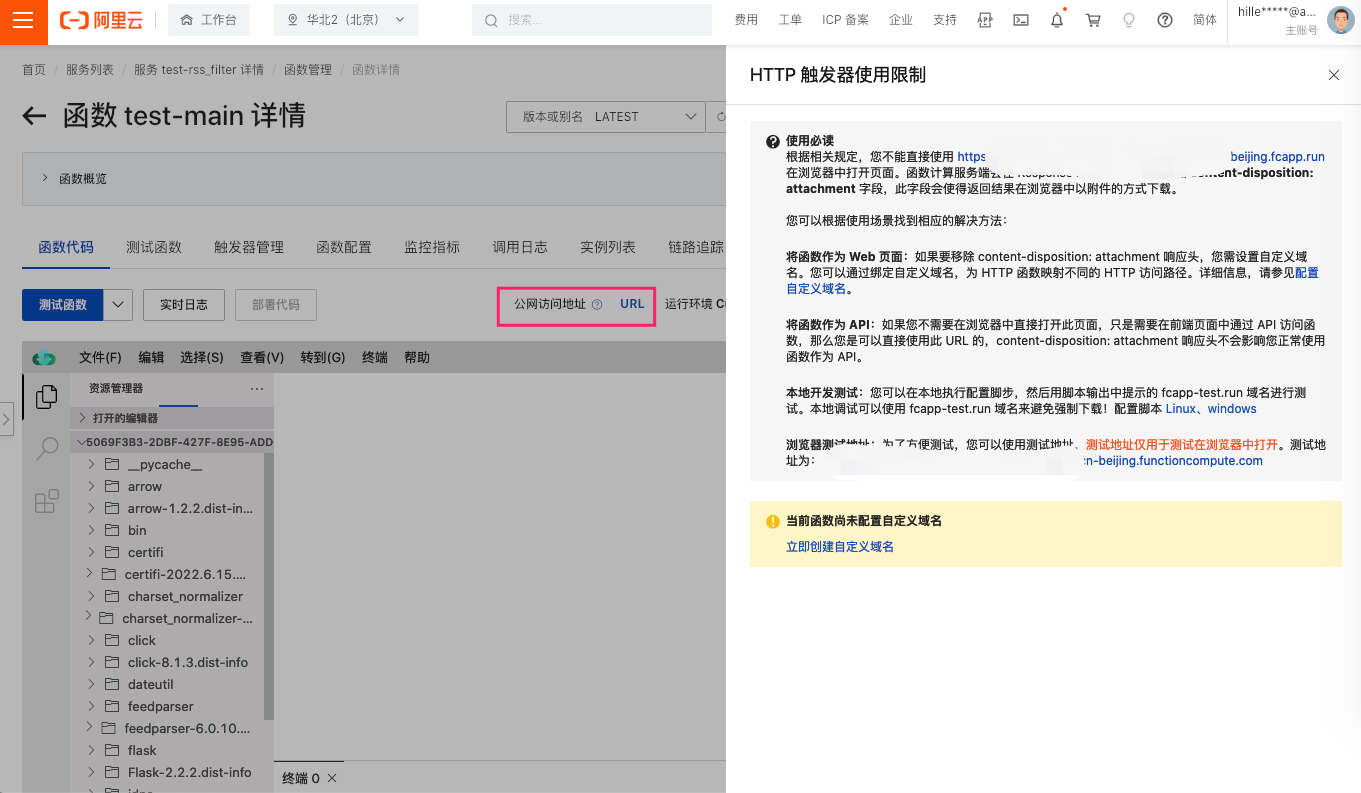 阿里云
工作台
华北2（北京）
搜索...
费用
工单
ICP 备案
企业
支持
简体
hille*****@a...
主账号
首页 / 服务列表 / 服务 test-rss_filter 详情 / 函数管理 / 函数详情
函数 test-main 详情
版本或别名 LATEST
函数概览
函数代码
测试函数
触发器管理
函数配置
监控指标
调用日志
实例列表
链路追踪
测试函数
实时日志
部署代码
公网访问地址 URL
运行环境
文件(F) 编辑 选择(S) 查看(V) 转到(G) 终端 帮助
资源管理器
打开的编辑器
5069F3B3-2DBF-427F-8E95-ADD
__pycache__
arrow
arrow-1.2.2.dist-in...
bin
certifi
certifi-2022.6.15....
charset_normalizer
charset_normalizer-...
click
click-8.1.3.dist-info
dateutil
feedparser
feedparser-6.0.10....
flask
Flask-2.2.2.dist-info
终端 0
HTTP 触发器使用限制
使用必读
根据相关规定，您不能直接使用 https beijing.fcapp.run
在浏览器中打开页面。函数计算服务端会在 Response content-disposition:
attachment 字段，此字段会使得返回结果在浏览器中以附件的方式下载。
您可以根据使用场景找到相应的解决方法：
将函数作为 Web 页面：如果要移除 content-disposition: attachment 响应头，您需设置自定义域
名。您可以通过绑定自定义域名，为 HTTP 函数映射不同的 HTTP 访问路径。详细信息，请参见配置
自定义域名。
将函数作为 API：如果您不需要在浏览器中直接打开此页面，只是需要在前端页面中通过 API 访问函
数，那么您是可以直接使用此 URL 的，content-disposition: attachment 响应头不会影响您正常使用
函数作为 API。
本地开发测试：您可以在本地执行配置脚步，然后用脚本输出中提示的 fcapp-test.run 域名进行测
试。本地调试可以使用 fcapp-test.run 域名来避免强制下载！配置脚本 Linux、windows
浏览器测试地址：为了方便测试，您可以使用测试地址、测试地址仅用于测试在浏览器中打开。测试地
址为： cn-beijing.functioncompute.com
当前函数尚未配置自定义域名
立即创建自定义域名